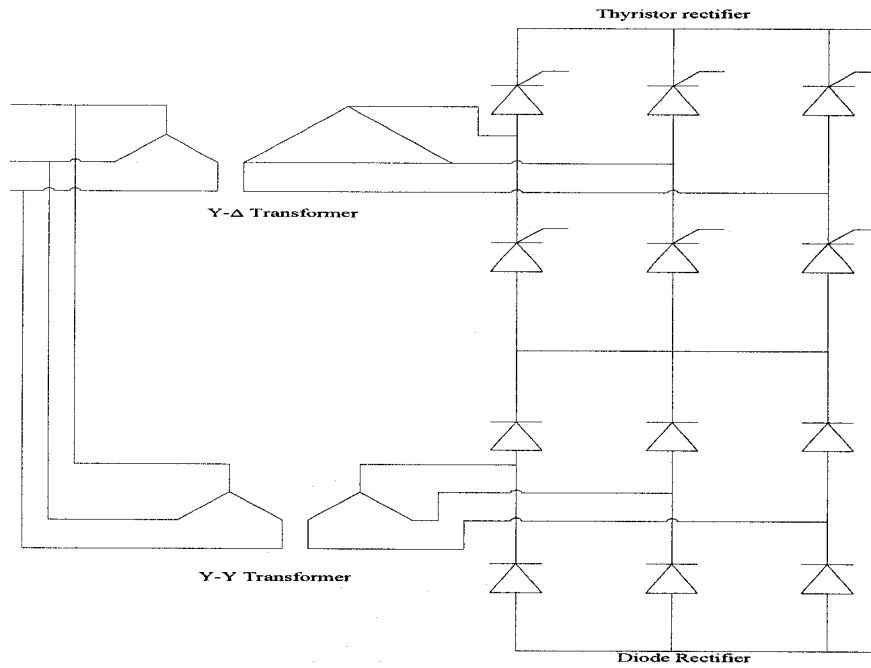 Thyristor rectifier
Y-Δ Transformer
Y-Y Transformer
Diode Rectifier